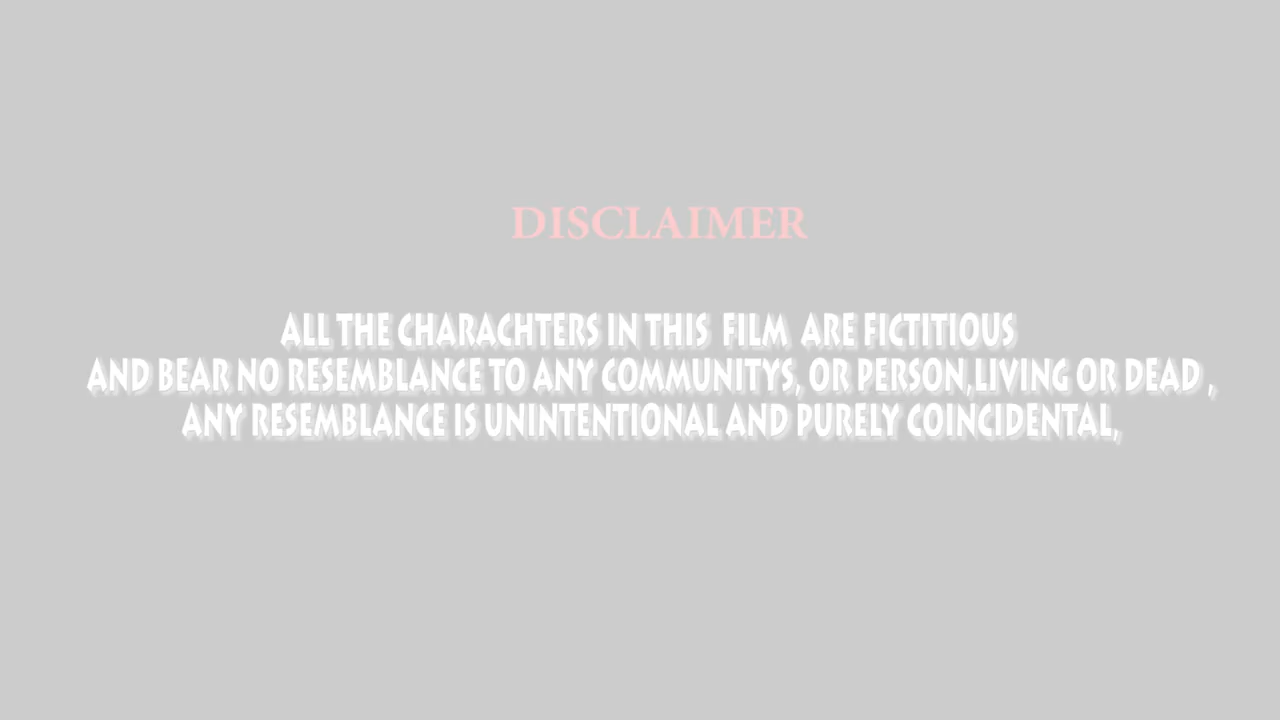 DISCLAIMER
ALL THE CHARACHTERS IN THIS FILM ARE FICTITIOUS
AND BEAR NO RESEMBLANCE TO ANY COMMUNITYS, OR PERSON,LIVING OR DEAD ,
ANY RESEMBLANCE IS UNINTENTIONAL AND PURELY COINCIDENTAL,